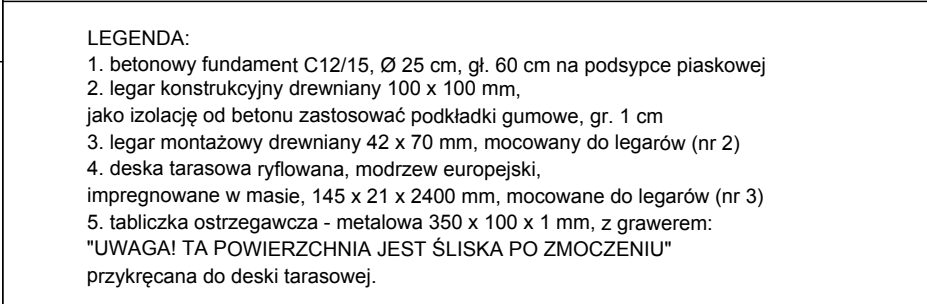 LEGENDA:
1. betonowy fundament C12/15, Ø 25 cm, gł. 60 cm na podsypce piaskowej
2. legar konstrukcyjny drewniany 100 x 100 mm,
jako izolację od betonu zastosować podkładki gumowe, gr. 1 cm
3. legar montażowy drewniany 42 x 70 mm, mocowany do legarów (nr 2)
4. deska tarasowa ryflowana, modrzew europejski,
impregnowane w masie, 145 x 21 x 2400 mm, mocowane do legarów (nr 3)
5. tabliczka ostrzegawcza - metalowa 350 x 100 x 1 mm, z grawerem:
"UWAGA! TA POWIERZCHNIA JEST ŚLISKA PO ZMOCZENIU"
przykręcana do deski tarasowej.